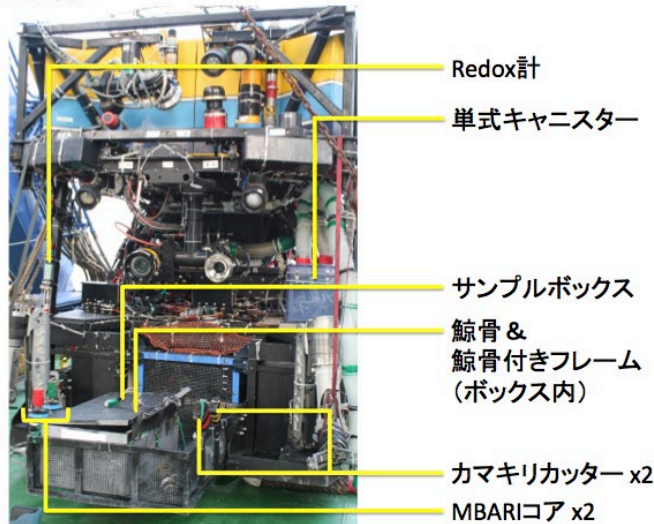 Redox計
単式キャニスター
サンプルボックス
鯨骨＆
鯨骨付きフレーム
（ボックス内）
カマキリカッター x2
MBARIコア x2